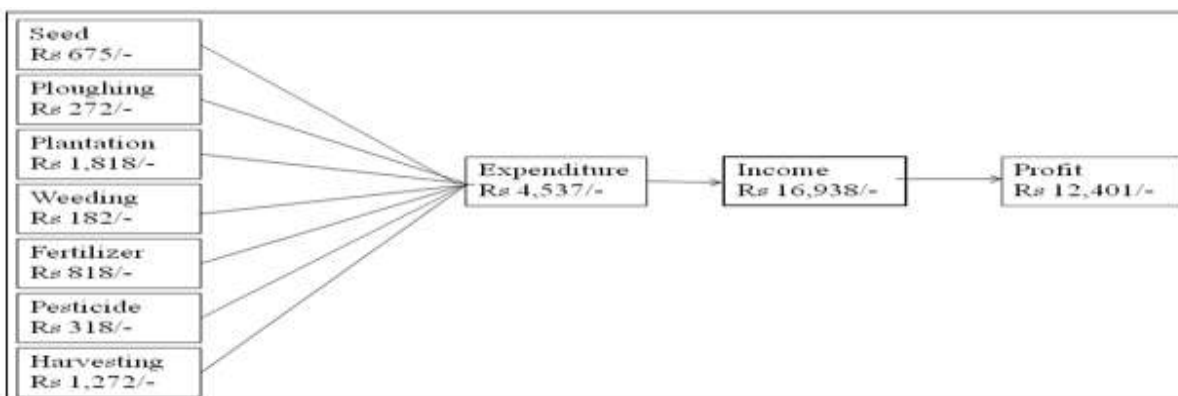 Seed
Rs 675/-
Ploughing
Rs 272/-
Plantation
Rs 1,818/-
Weeding
Rs 182/-
Fertilizer
Rs 818/-
Pesticide
Rs 318/-
Harvesting
Rs 1,272/-
Expenditure
Rs 4,537/-
Income
Rs 16,938/-
Profit
Rs 12,401/-